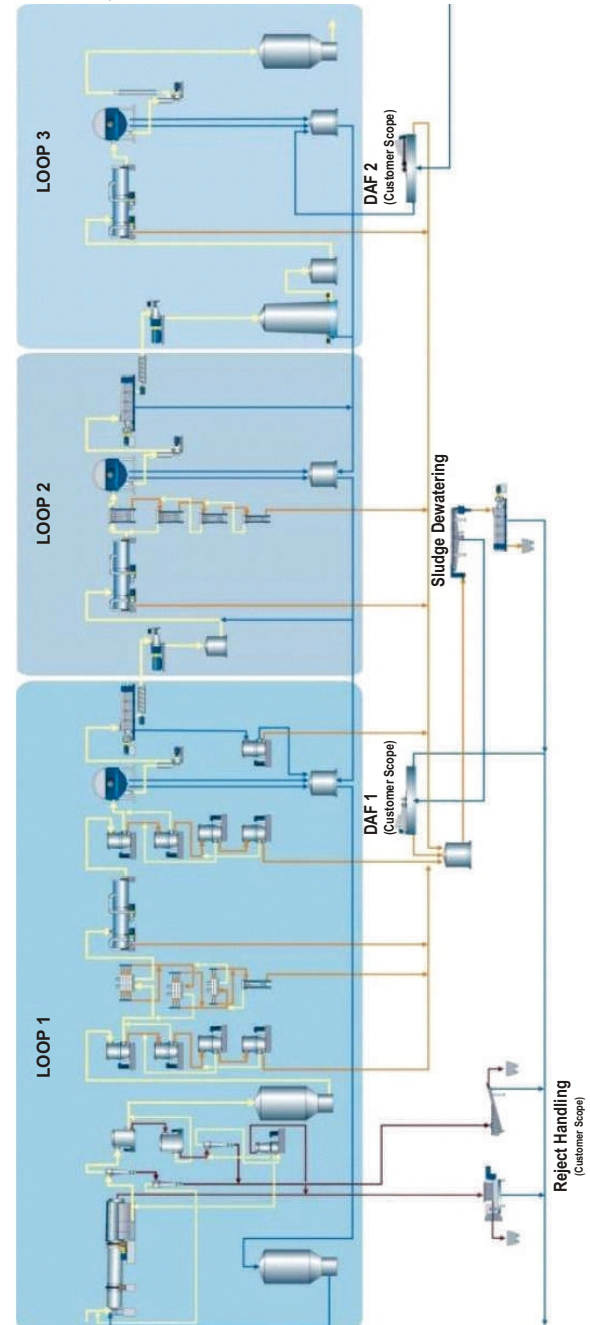 LOOP 3
DAF 2
(Customer Scope)
LOOP 2
Sludge Dewatering
LOOP 1
DAF 1
(Customer Scope)
Reject Handling
(Customer Scope)